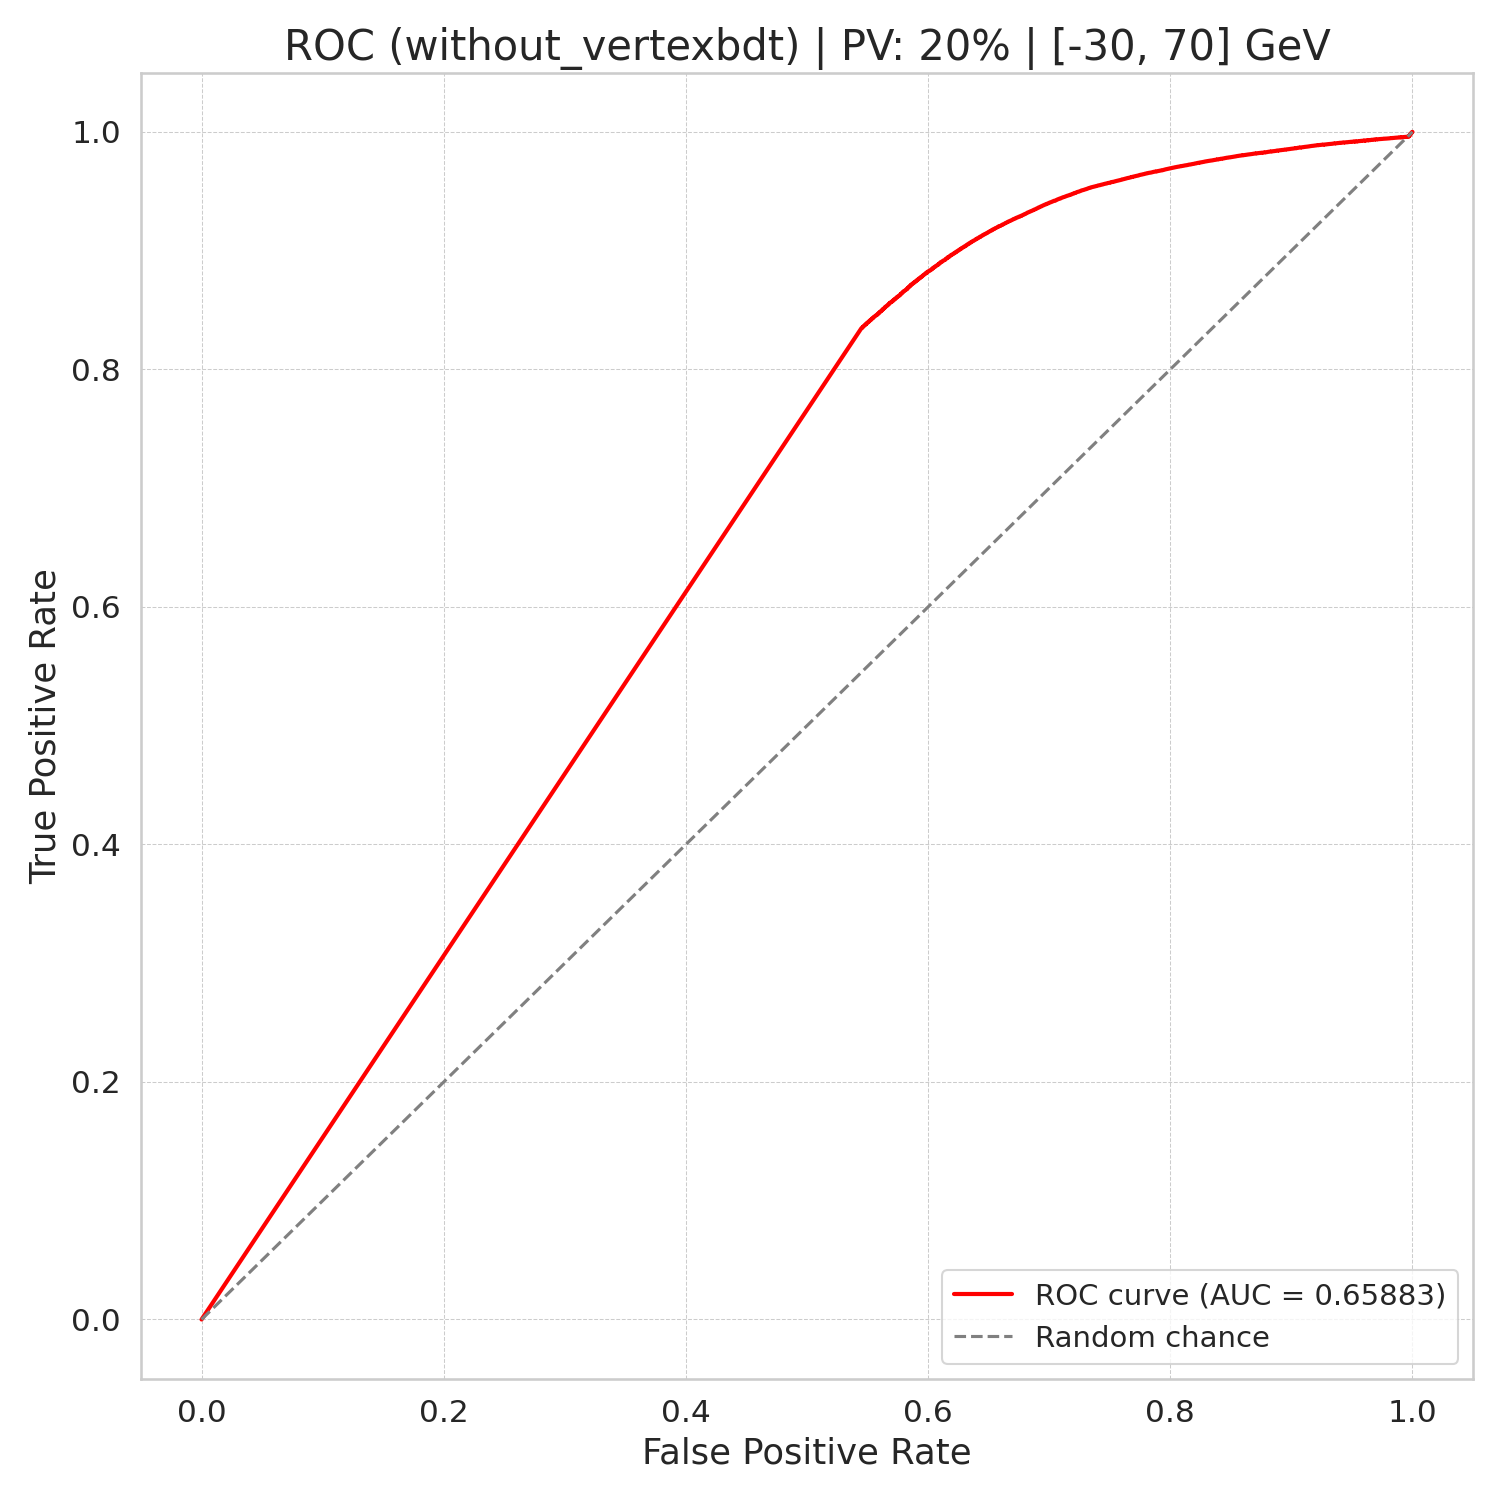 ROC (without_vertexbdt) | PV: 20% | [-30, 70] GeV
1.0
0.8
0.6
0.4
0.2
0.0
True Positive Rate
0.0 0.2 0.4 0.6 0.8 1.0
False Positive Rate
ROC curve (AUC = 0.65883)
Random chance